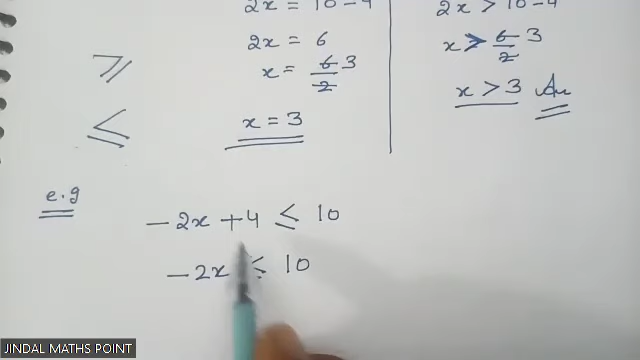 2x = 10 - 4
2x = 6
x = 6/2 3
x = 3
2x > 10 - 4
x > 6/2 3
x > 3 Ans
≥
≤
e.g
- 2x + 4 ≤ 10
- 2x ≤ 10
JINDAL MATHS POINT